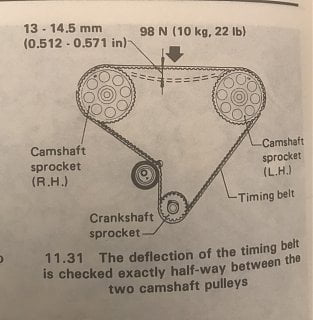 13 - 14.5 mm
(0.512 - 0.571 in)
98 N (10 kg, 22 lb)
Camshaft
sprocket
(R.H.)
Camshaft
sprocket
(L.H.)
Timing belt
Crankshaft
sprocket
11.31 The deflection of the timing belt
is checked exactly half-way between the
two camshaft pulleys